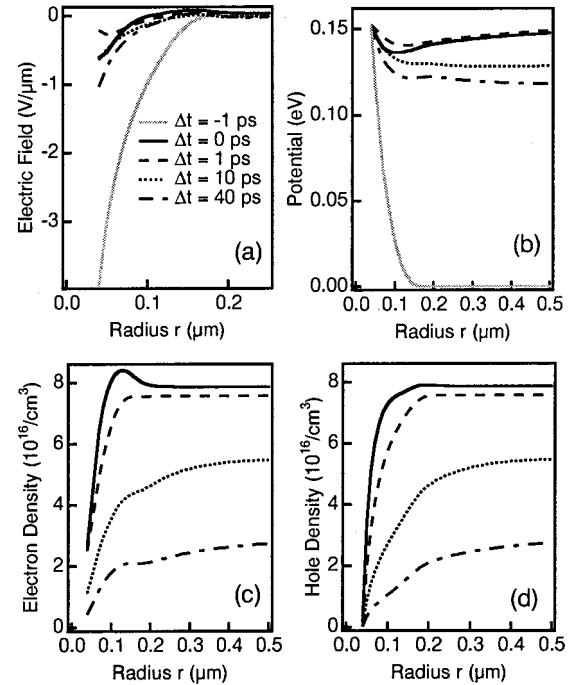 0
-1
-2
-3
Electric Field (V/µm)
Δt = -1 ps
Δt = 0 ps
Δt = 1 ps
Δt = 10 ps
Δt = 40 ps
(a)
0.0 0.1 0.2
Radius r (µm)
0.15
0.10
0.05
0.00
Potential (eV)
(b)
0.0 0.1 0.2 0.3 0.4 0.5
Radius r (µm)
8
6
4
2
0
Electron Density (10¹⁶/cm³)
(c)
0.0 0.1 0.2 0.3 0.4 0.5
Radius r (µm)
8
6
4
2
0
Hole Density (10¹⁶/cm³)
(d)
0.0 0.1 0.2 0.3 0.4 0.5
Radius r (µm)